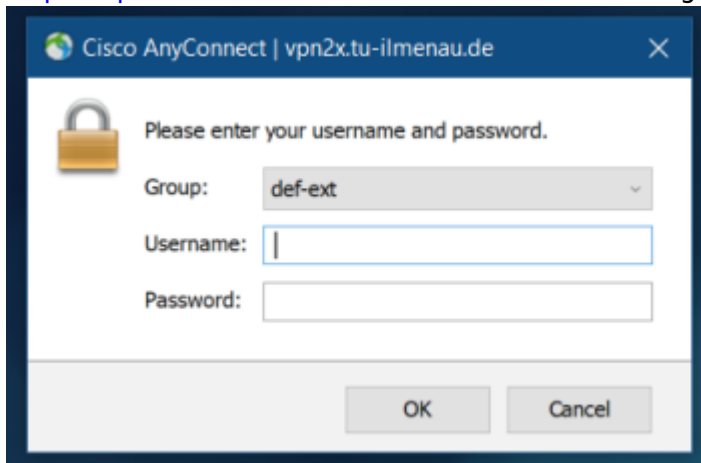 Cisco AnyConnect | vpn2x.tu-ilmenau.de
Please enter your username and password.
Group: def-ext
Username:
Password:
OK Cancel